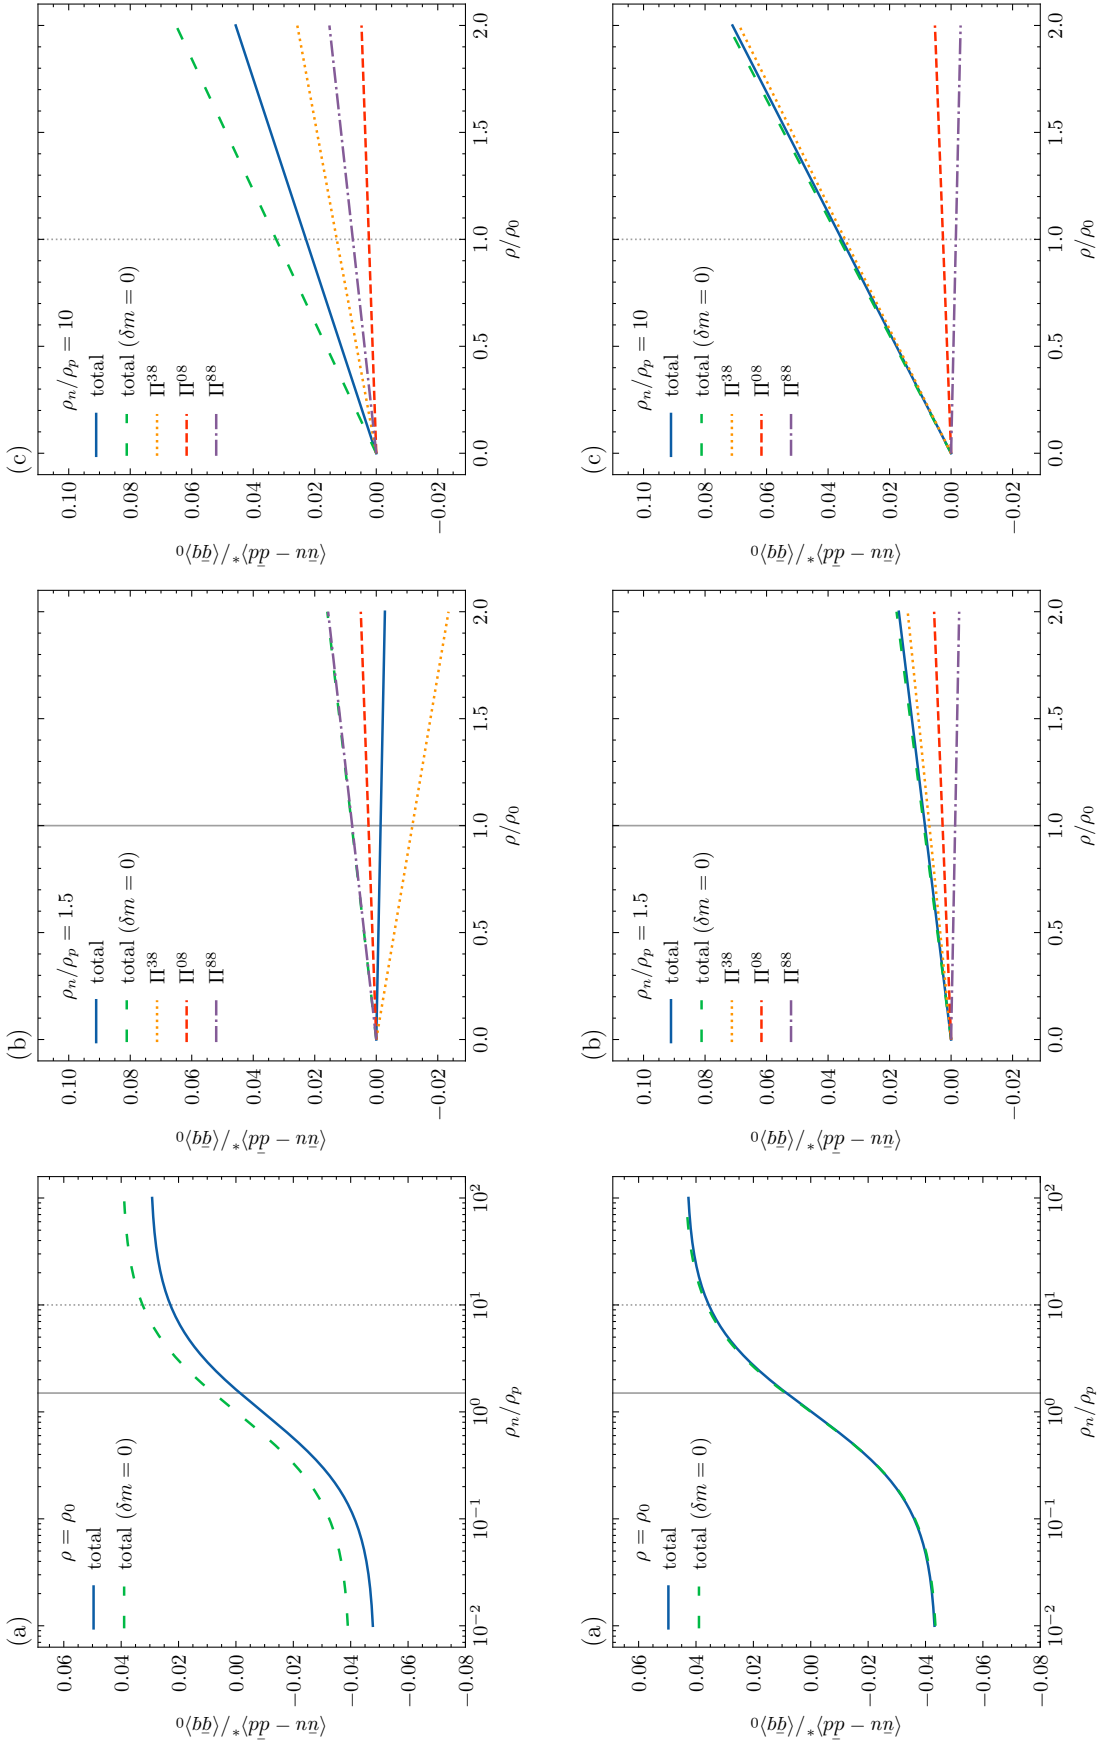 (a)
⟨ūu − d̄d⟩*/⟨q̄q⟩₀
0.06
0.04
0.02
0.00
−0.02
−0.04
−0.06
−0.08
ρ = ρ₀
total
total (δm = 0)
10⁻² 10⁻¹ 10⁰ 10¹ 10²
ρₙ/ρₚ
(b)
⟨ūu − d̄d⟩*/⟨q̄q⟩₀
0.10
0.08
0.06
0.04
0.02
0.00
−0.02
ρₙ/ρₚ = 1.5
total
total (δm = 0)
Π³⁸
Π⁰⁸
Π⁸⁸
0.0 0.5 1.0 1.5 2.0
ρ/ρ₀
(c)
⟨ūu − d̄d⟩*/⟨q̄q⟩₀
0.10
0.08
0.06
0.04
0.02
0.00
−0.02
ρₙ/ρₚ = 10
total
total (δm = 0)
Π³⁸
Π⁰⁸
Π⁸⁸
0.0 0.5 1.0 1.5 2.0
ρ/ρ₀
(a)
⟨ūu − d̄d⟩*/⟨q̄q⟩₀
0.06
0.04
0.02
0.00
−0.02
−0.04
−0.06
−0.08
ρ = ρ₀
total
total (δm = 0)
10⁻² 10⁻¹ 10⁰ 10¹ 10²
ρₙ/ρₚ
(b)
⟨ūu − d̄d⟩*/⟨q̄q⟩₀
0.10
0.08
0.06
0.04
0.02
0.00
−0.02
ρₙ/ρₚ = 1.5
total
total (δm = 0)
Π³⁸
Π⁰⁸
Π⁸⁸
0.0 0.5 1.0 1.5 2.0
ρ/ρ₀
(c)
⟨ūu − d̄d⟩*/⟨q̄q⟩₀
0.10
0.08
0.06
0.04
0.02
0.00
−0.02
ρₙ/ρₚ = 10
total
total (δm = 0)
Π³⁸
Π⁰⁸
Π⁸⁸
0.0 0.5 1.0 1.5 2.0
ρ/ρ₀